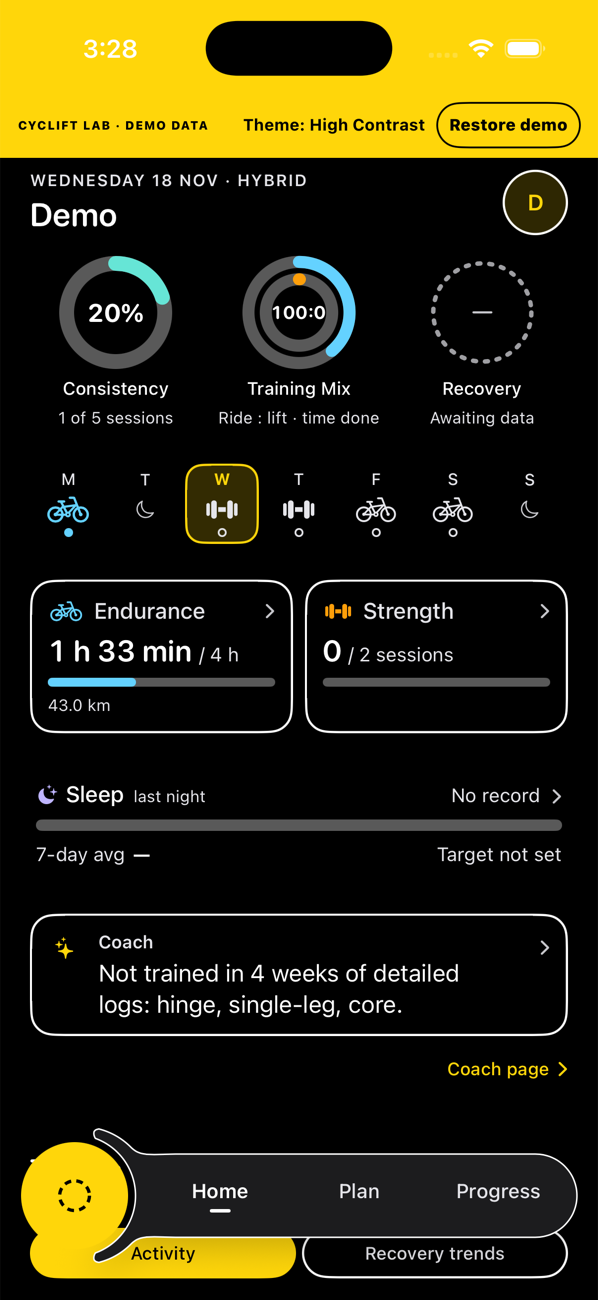 3:28
CYCLIFT LAB · DEMO DATA Theme: High Contrast Restore demo
WEDNESDAY 18 NOV · HYBRID
Demo
D
20% 100:0 —
Consistency Training Mix Recovery
1 of 5 sessions Ride : lift · time done Awaiting data
M T W T F S S
Endurance
1 h 33 min / 4 h
43.0 km
Strength
0 / 2 sessions
Sleep last night No record
7-day avg — Target not set
Coach
Not trained in 4 weeks of detailed
logs: hinge, single-leg, core.
Coach page
Home Plan Progress
Activity Recovery trends